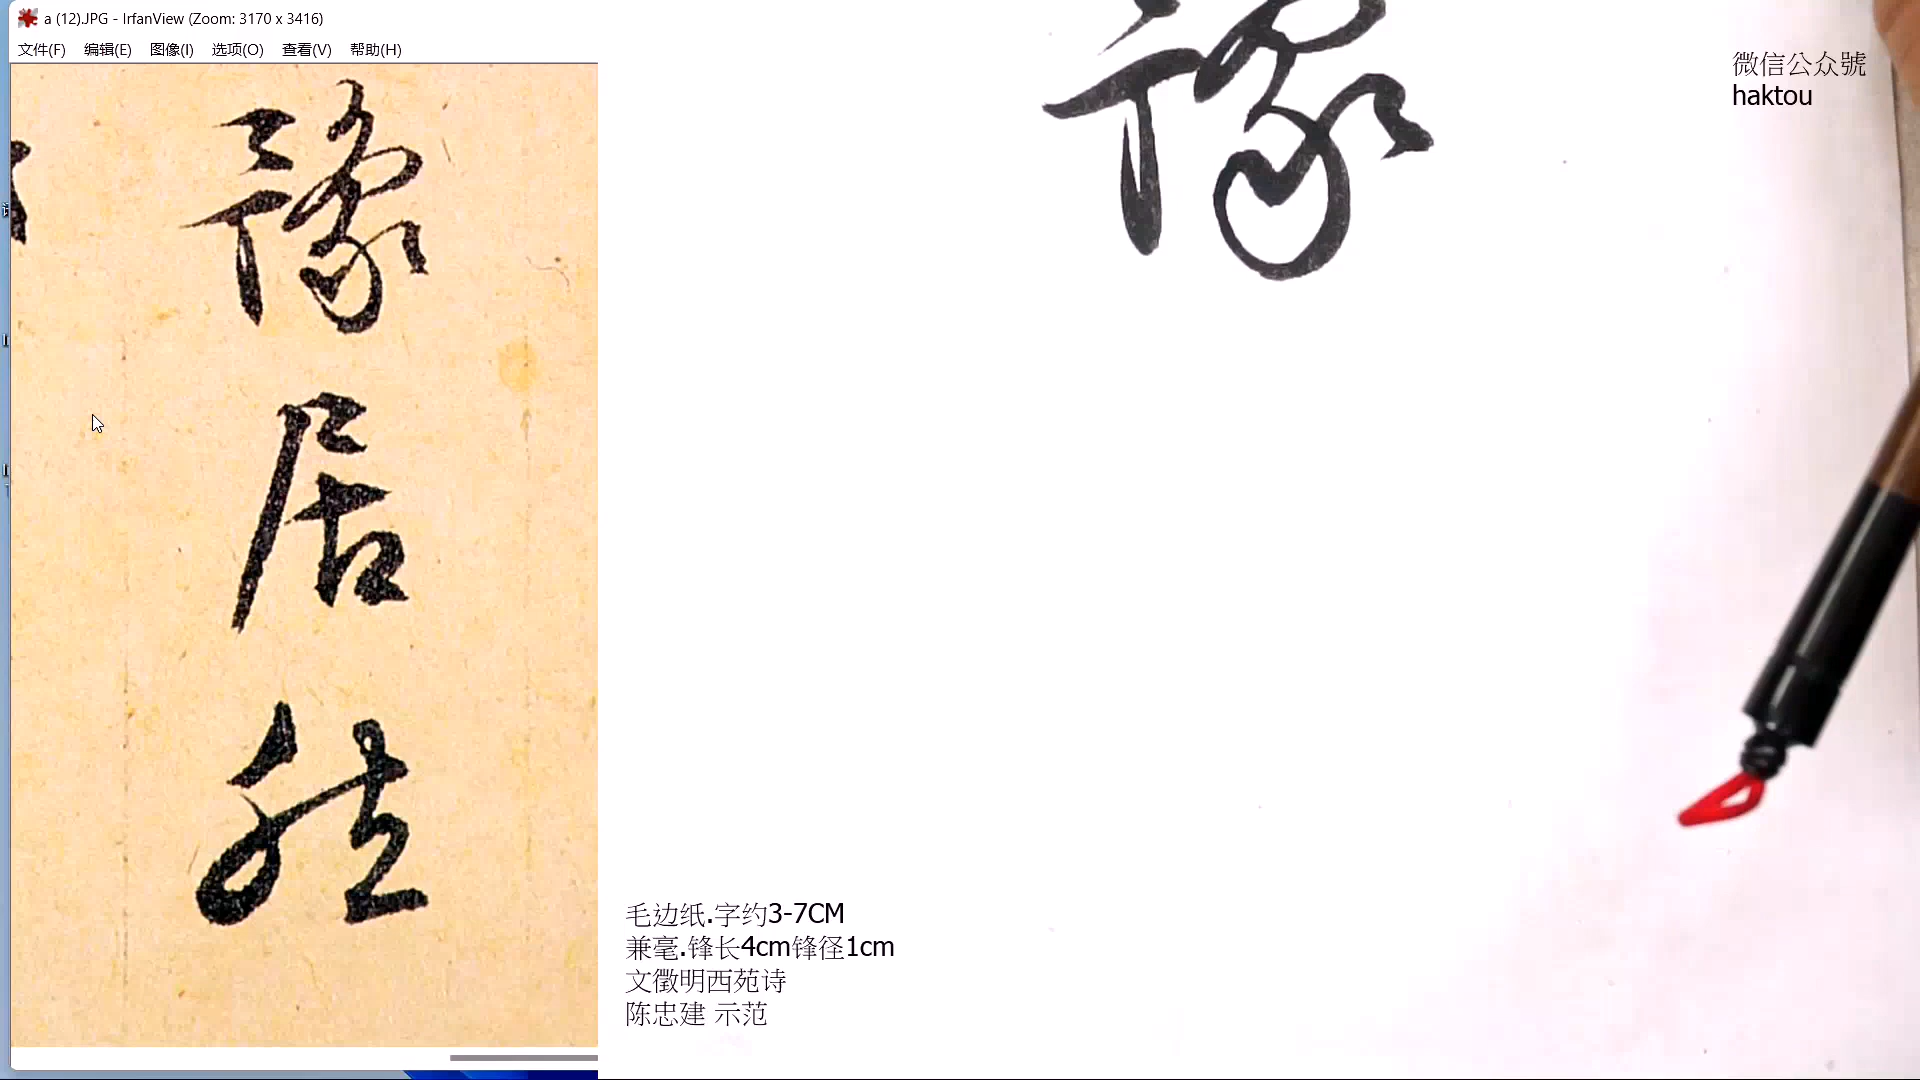 a (12).JPG - IrfanView (Zoom: 3170 x 3416)
文件(F) 编辑(E) 图像(I) 选项(O) 查看(V) 帮助(H)
豫
居
然
豫
微信公众號
haktou
毛边纸.字约3-7CM
兼毫.锋长4cm锋径1cm
文徵明西苑诗
陈忠建 示范